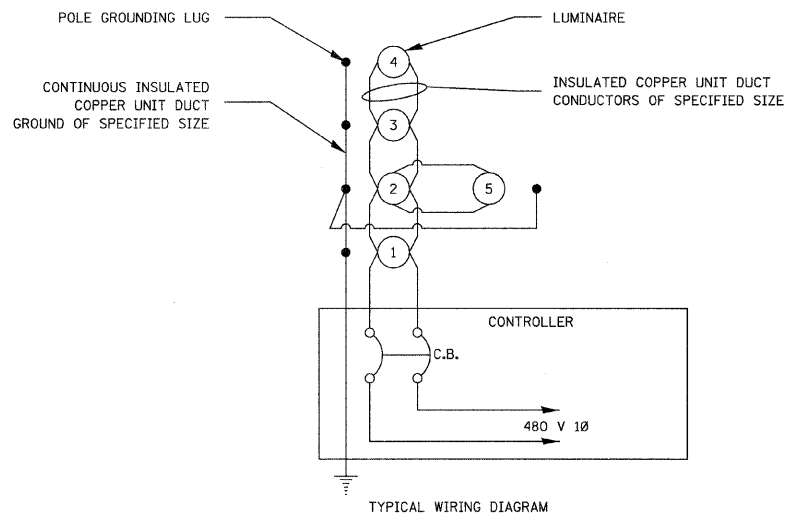 POLE GROUNDING LUG
LUMINAIRE
4
CONTINUOUS INSULATED
COPPER UNIT DUCT
GROUND OF SPECIFIED SIZE
INSULATED COPPER UNIT DUCT
CONDUCTORS OF SPECIFIED SIZE
3
2
5
1
CONTROLLER
C.B.
480 V 1Ø
TYPICAL WIRING DIAGRAM